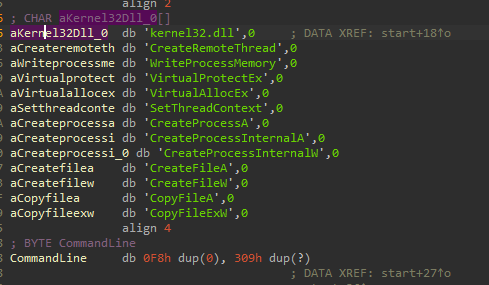 align 2
; CHAR aKernel32Dll_0[]
aKernel32Dll_0 db 'kernel32.dll',0 ; DATA XREF: start+18↑o
aCreateremoteth db 'CreateRemoteThread',0
aWriteprocessme db 'WriteProcessMemory',0
aVirtualprotect db 'VirtualProtectEx',0
aVirtualallocex db 'VirtualAllocEx',0
aSetthreadconte db 'SetThreadContext',0
aCreateprocessa db 'CreateProcessA',0
aCreateprocessi db 'CreateProcessInternalA',0
aCreateprocessi_0 db 'CreateProcessInternalW',0
aCreatefilea db 'CreateFileA',0
aCreatefilew db 'CreateFileW',0
aCopyfilea db 'CopyFileA',0
aCopyfileexw db 'CopyFileExW',0
align 4
; BYTE CommandLine
CommandLine db 0F8h dup(0), 309h dup(?)
; DATA XREF: start+27↑o